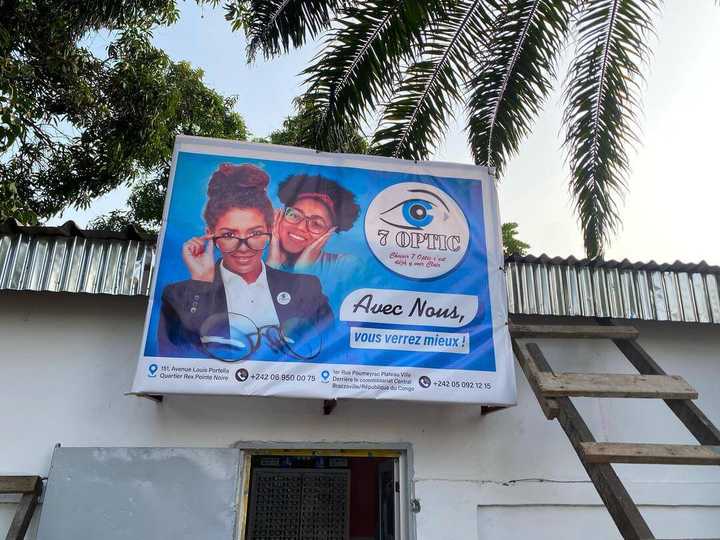 7 OPTIC
Choisir 7 Optic c'est
déjà y voir Clair
Avec Nous,
vous verrez mieux !
151, Avenue Louis Portella
Quartier Rex Pointe Noire
+242 06 950 00 75
1er Rue Poumeyrac Plateau Ville
Derrière le commissariat Central
Brazzaville/République du Congo
+242 05 092 12 15